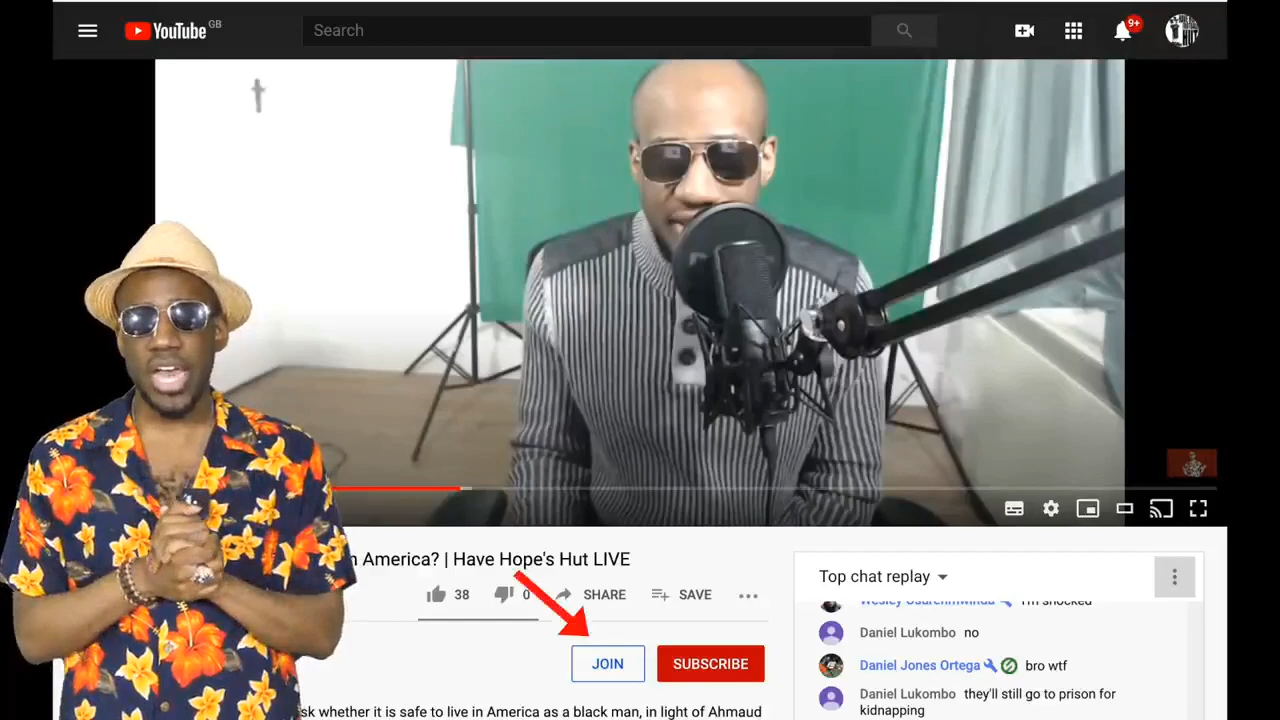 YouTube GB
Search
9+
n America? | Have Hope's Hut LIVE
38
0
SHARE
SAVE
JOIN
SUBSCRIBE
sk whether it is safe to live in America as a black man, in light of Ahmaud
Top chat replay
I'm shocked
Daniel Lukombo no
Daniel Jones Ortega bro wtf
Daniel Lukombo they'll still go to prison for
kidnapping